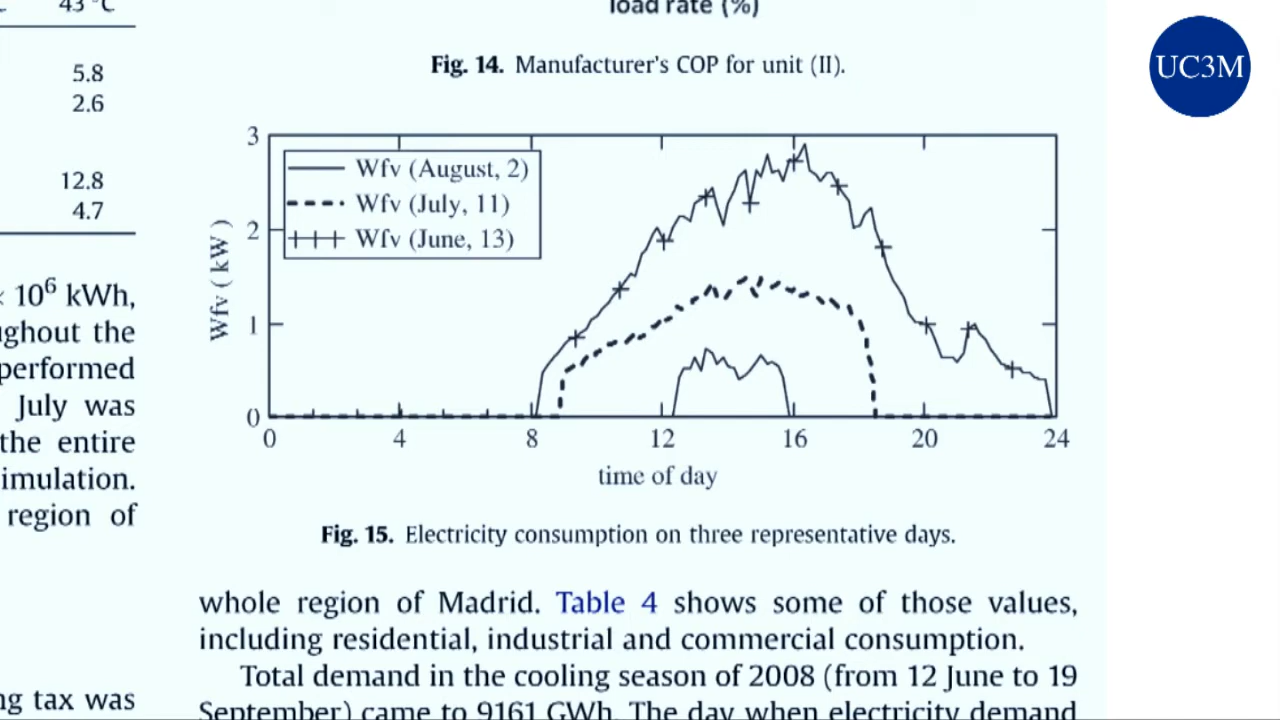 43 °C
5.8
2.6
12.8
4.7
10⁶ kWh,
ughout the
performed
July was
the entire
imulation.
region of
ng tax was
load rate (%)
Fig. 14. Manufacturer's COP for unit (II).
3
2
1
0
Wfv ( kW )
Wfv (August, 2)
Wfv (July, 11)
Wfv (June, 13)
0 4 8 12 16 20 24
time of day
Fig. 15. Electricity consumption on three representative days.
whole region of Madrid. Table 4 shows some of those values,
including residential, industrial and commercial consumption.
Total demand in the cooling season of 2008 (from 12 June to 19
September) came to 9161 GWh. The day when electricity demand
UC3M